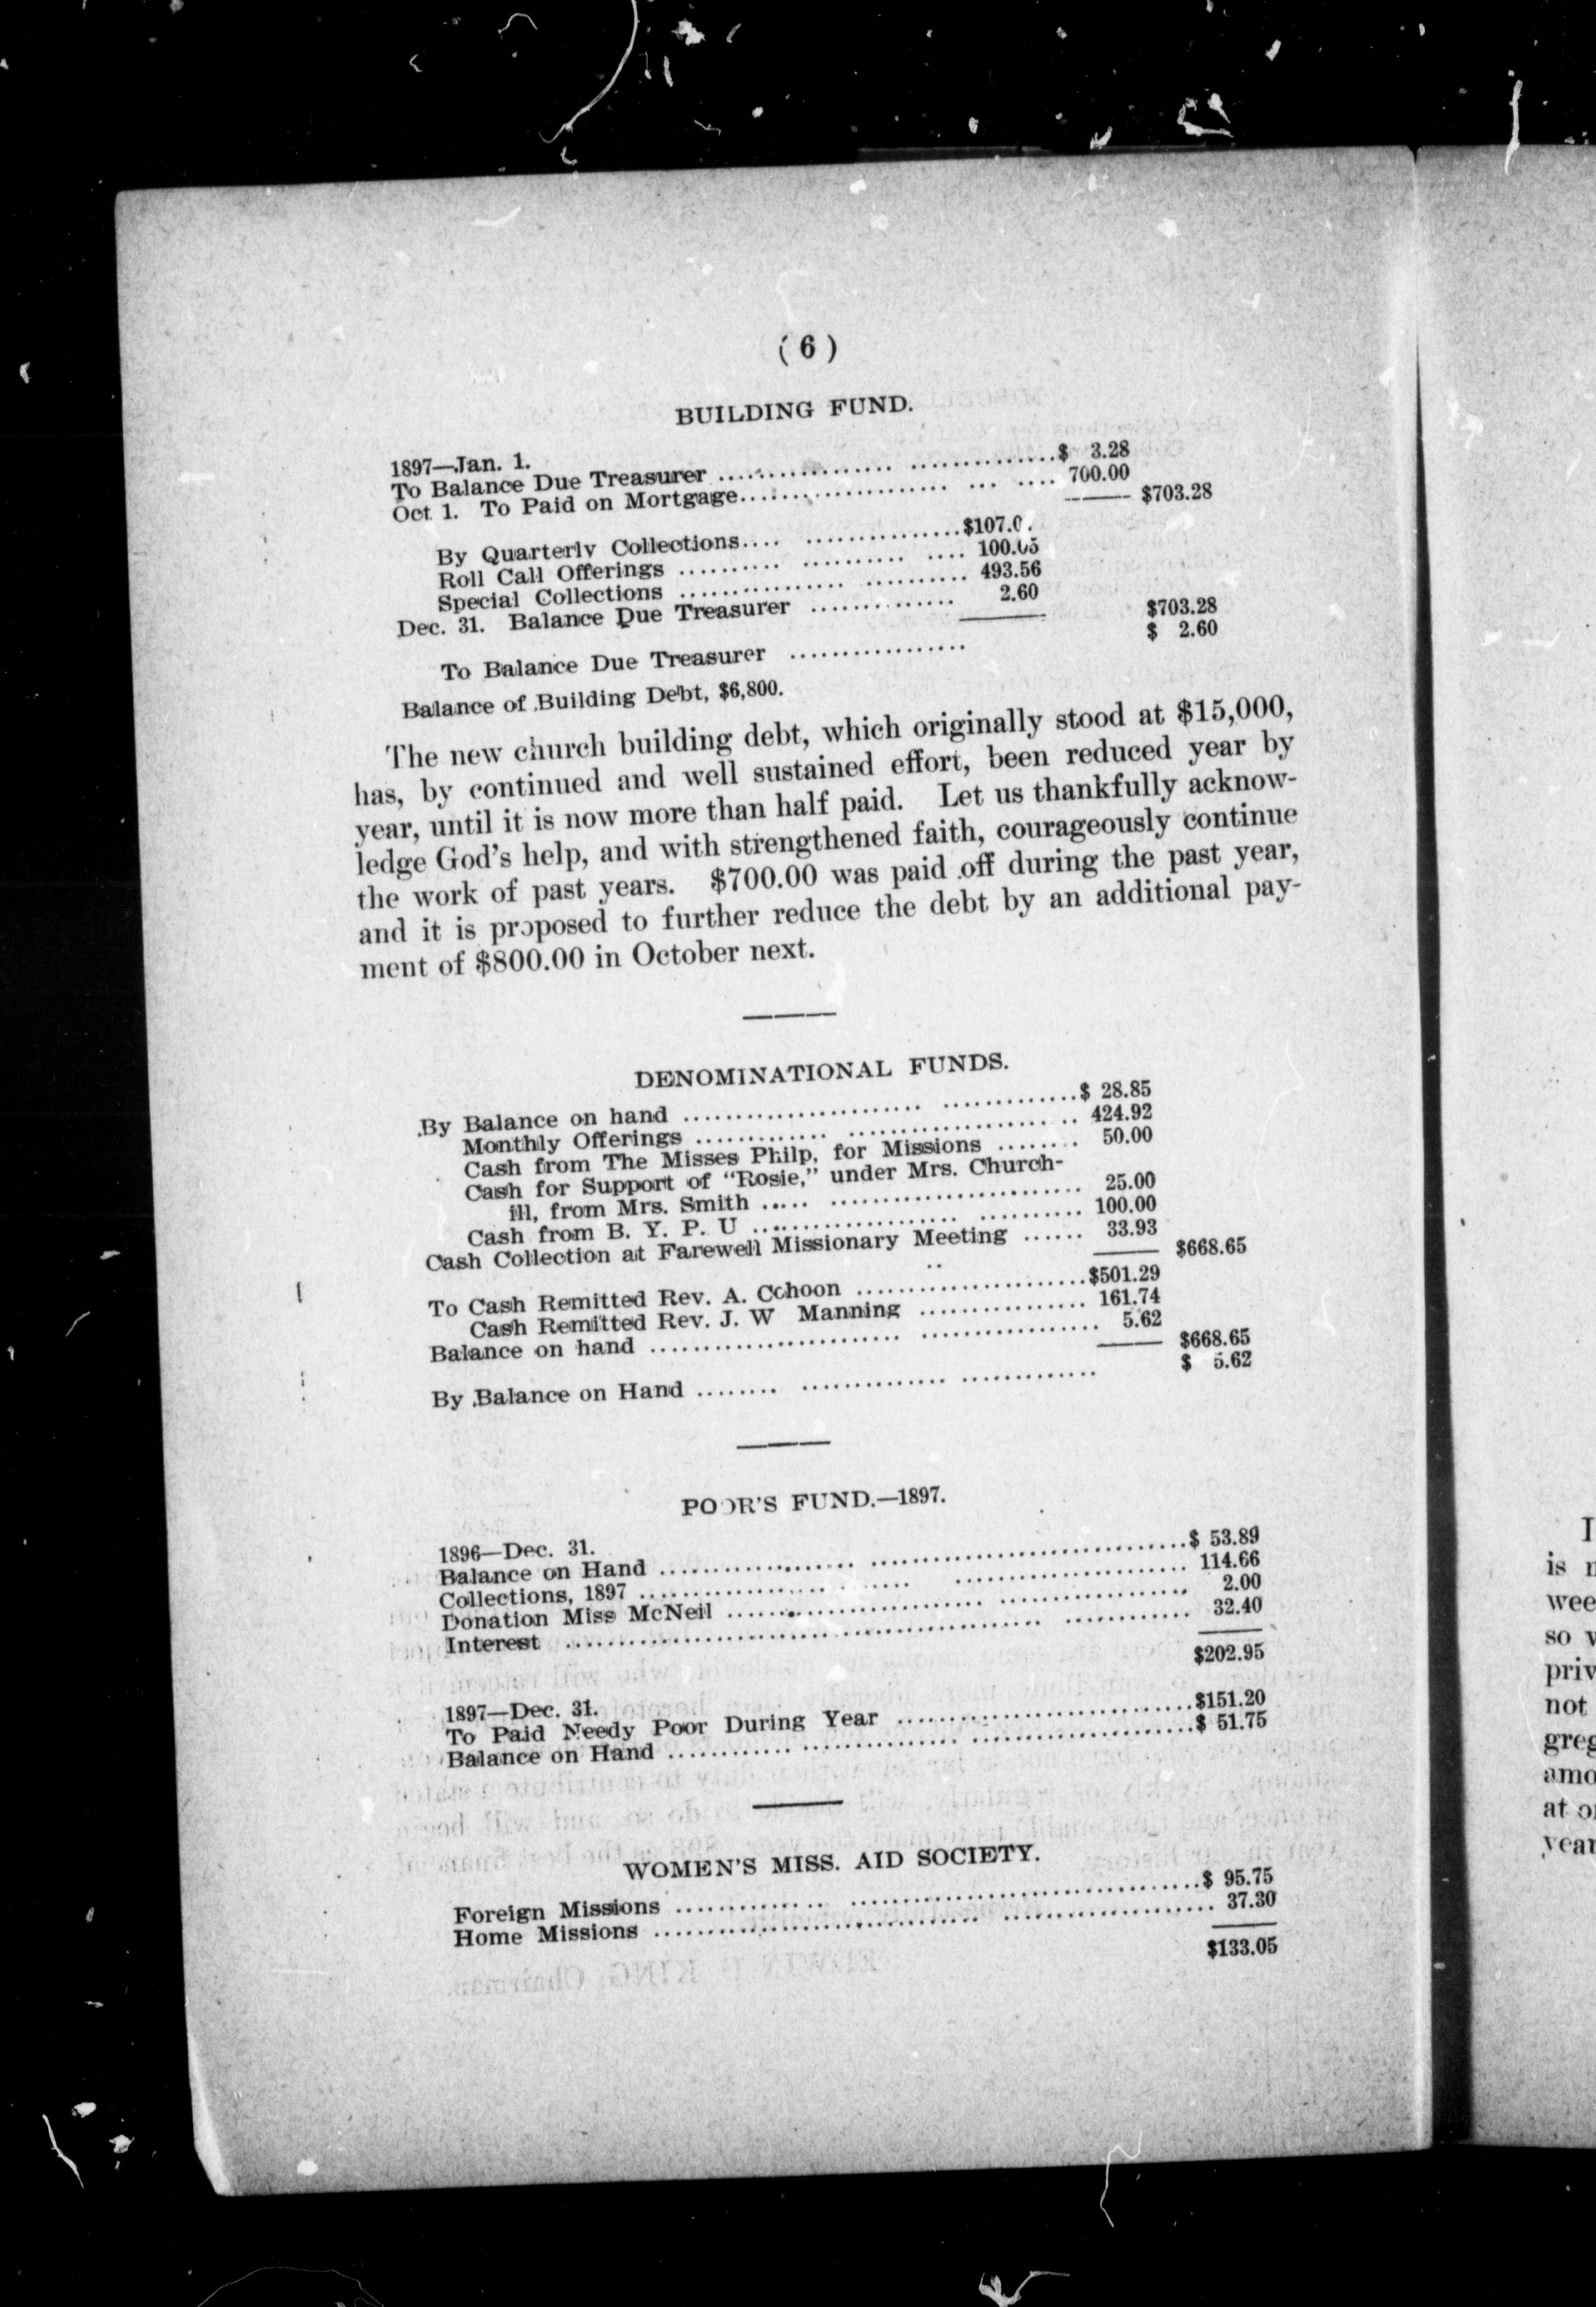 ( 6 )
BUILDING FUND.
1897—Jan. 1.
To Balance Due Treasurer ................ ..............$ 3.28
Oct 1. To Paid on Mortgage.................... ... .... 700.00
$703.28
By Quarterly Collections.... ...............
Roll Call Offerings .......... .......... ....
Special Collections ................ .......... 493.56
Dec. 31. Balance Due Treasurer .............. 2.60
$703.28
To Balance Due Treasurer ................. $ 2.60
Balance of Building Debt, $6,800.
The new church building debt, which originally stood at $15,000,
has, by continued and well sustained effort, been reduced year by
year, until it is now more than half paid. Let us thankfully acknow-
ledge God's help, and with strengthened faith, courageously continue
the work of past years. $700.00 was paid off during the past year,
and it is proposed to further reduce the debt by an additional pay-
ment of $800.00 in October next.
DENOMINATIONAL FUNDS.
By Balance on hand ....................... .............$ 28.85
Monthly Offerings ............. ...................... .. 424.92
Cash from The Misses Philp, for Missions ........ 50.00
Cash for Support of "Rosie," under Mrs. Church-
ill, from Mrs. Smith ..... ........................ 25.00
Cash from B. Y. P. U .................... .......... 100.00
Cash Collection at Farewell Missionary Meeting ...... 33.93
$668.65
To Cash Remitted Rev. A. Cohoon ......................$501.29
Cash Remitted Rev. J. W Manning ................ 161.74
Balance on hand ........................ ................. 5.62
$668.65
By Balance on Hand ........ .............. ............. $ 5.62
POOR'S FUND.—1897.
1896—Dec. 31.
Balance on Hand ................... ..............................$ 53.89
Collections, 1897 .......................... ...................... 114.66
Donation Miss McNeil ......................... .................. 2.00
Interest .............................................. ............ 32.40
$202.95
1897—Dec. 31.
To Paid Needy Poor During Year ............................$151.20
Balance on Hand ............ ............... .....................$ 51.75
WOMEN'S MISS. AID SOCIETY.
Foreign Missions .............. ..................................$ 95.75
Home Missions ............................... .................... 37.30
$133.05
I
is
wee
so
priv
not
greg
amo
at
year